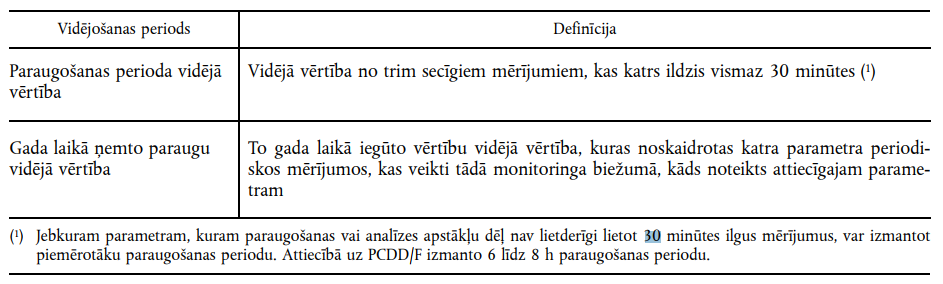 Vidējošanas periods Definīcija
Paraugošanas perioda vidējā vērtība
Vidējā vērtība no trim secīgiem mērījumiem, kas katrs ildzis vismaz 30 minūtes (¹)
Gada laikā ņemto paraugu vidējā vērtība
To gada laikā iegūto vērtību vidējā vērtība, kuras noskaidrotas katra parametra periodi-
skos mērījumos, kas veikti tādā monitoringa biežumā, kāds noteikts attiecīgajam parame-
tram
(¹) Jebkuram parametram, kuram paraugošanas vai analīzes apstākļu dēļ nav lietderīgi lietot 30 minūtes ilgus mērījumus, var izmantot
piemērotāku paraugošanas periodu. Attiecībā uz PCDD/F izmanto 6 līdz 8 h paraugošanas periodu.